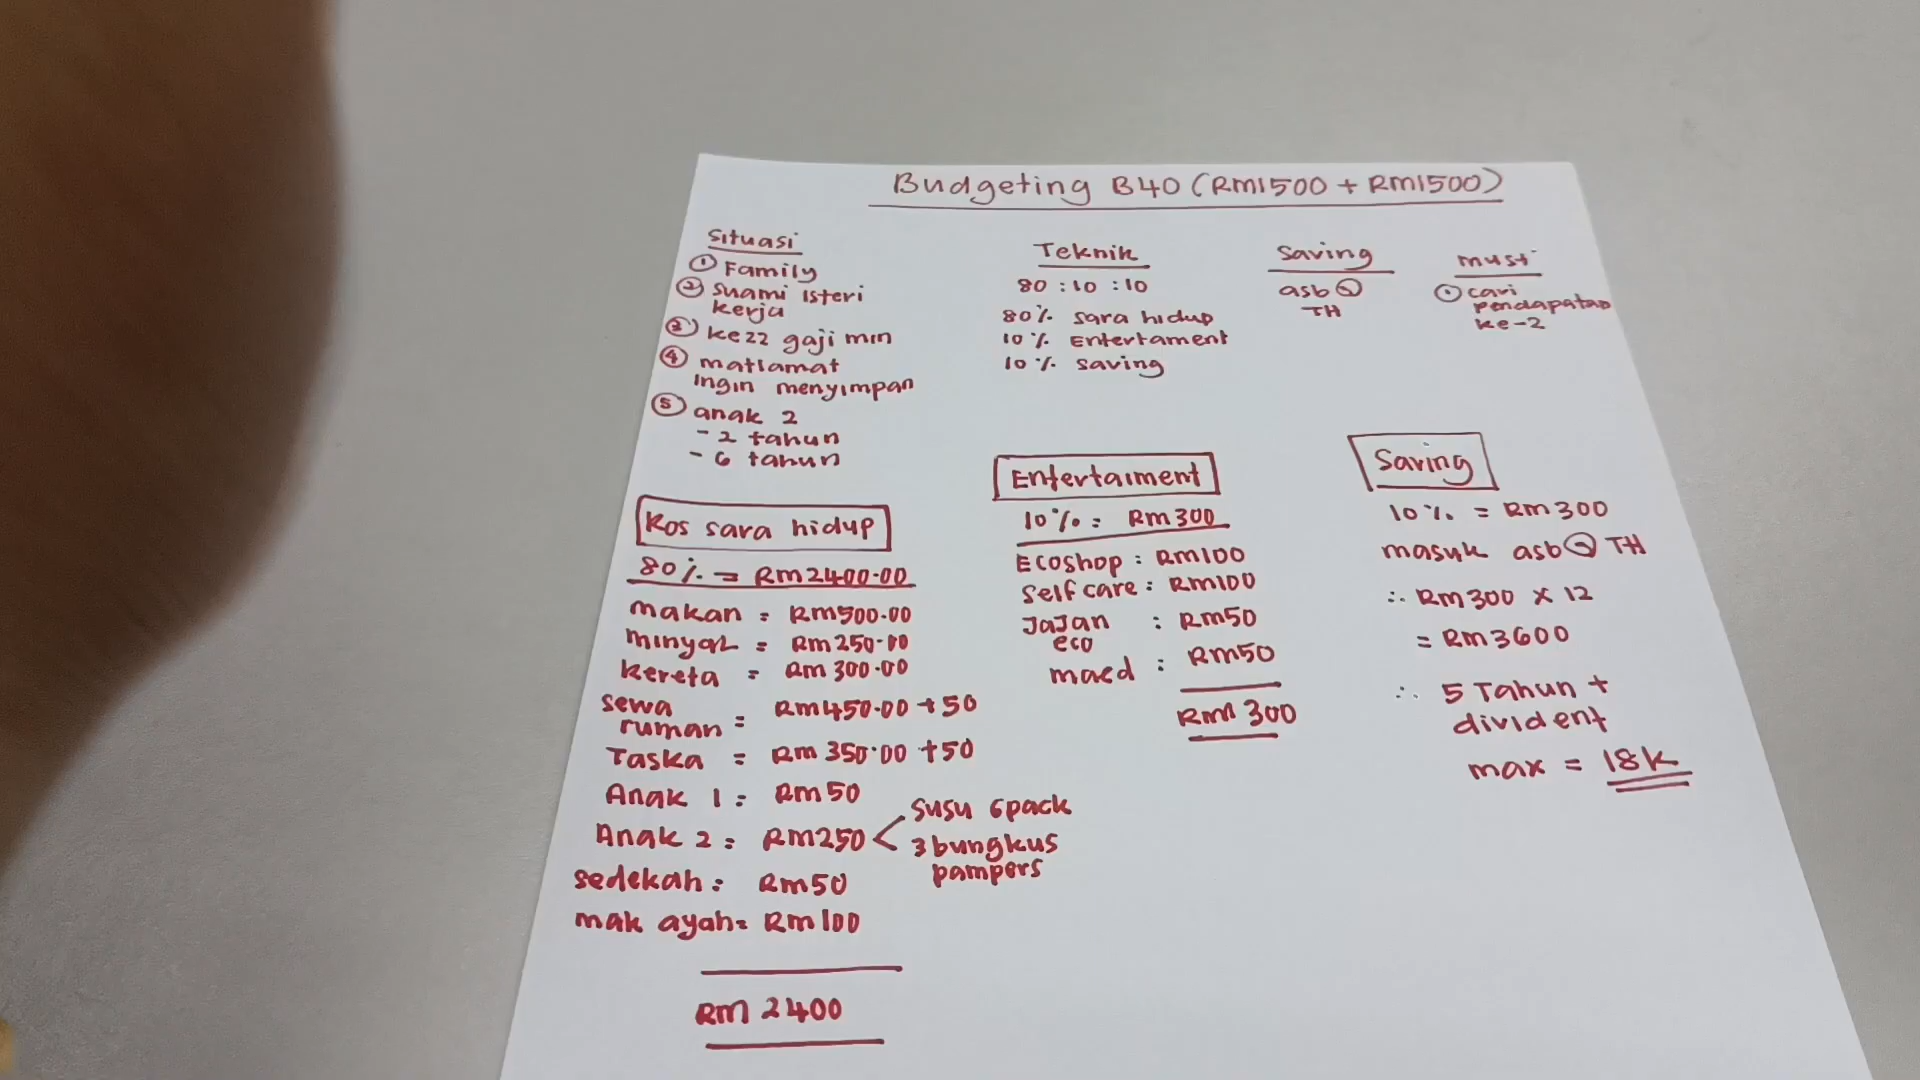 Budgeting B40 (RM1500 + RM1500)
Situasi
① Family
② suami isteri
kerja
③ ke22 gaji min
④ matlamat
ingin menyimpan
⑤ anak 2
- 2 tahun
- 6 tahun
Teknik
80 : 10 : 10
80% sara hidup
10% Entertament
10% saving
Saving
asb
TH
must
① cari
pendapatan
ke-2
Kos sara hidup
80% = RM2400.00
makan = RM500.00
minyak = RM250.00
kereta = RM300.00
sewa
rumah = RM450.00 + 50
Taska = RM350.00 + 50
Anak 1 : RM50
Anak 2 : RM250 < susu 6pack
3 bungkus
pampers
sedekah : RM50
mak ayah = RM100
RM 2400
Entertaiment
10% = RM300
Ecoshop : RM100
Self care : RM100
JaJan
eco : RM50
macd : RM50
RM 300
Saving
10% = RM300
masuk asb TH
∴ RM300 x 12
= RM3600
∴ 5 Tahun +
divident
max = 18K